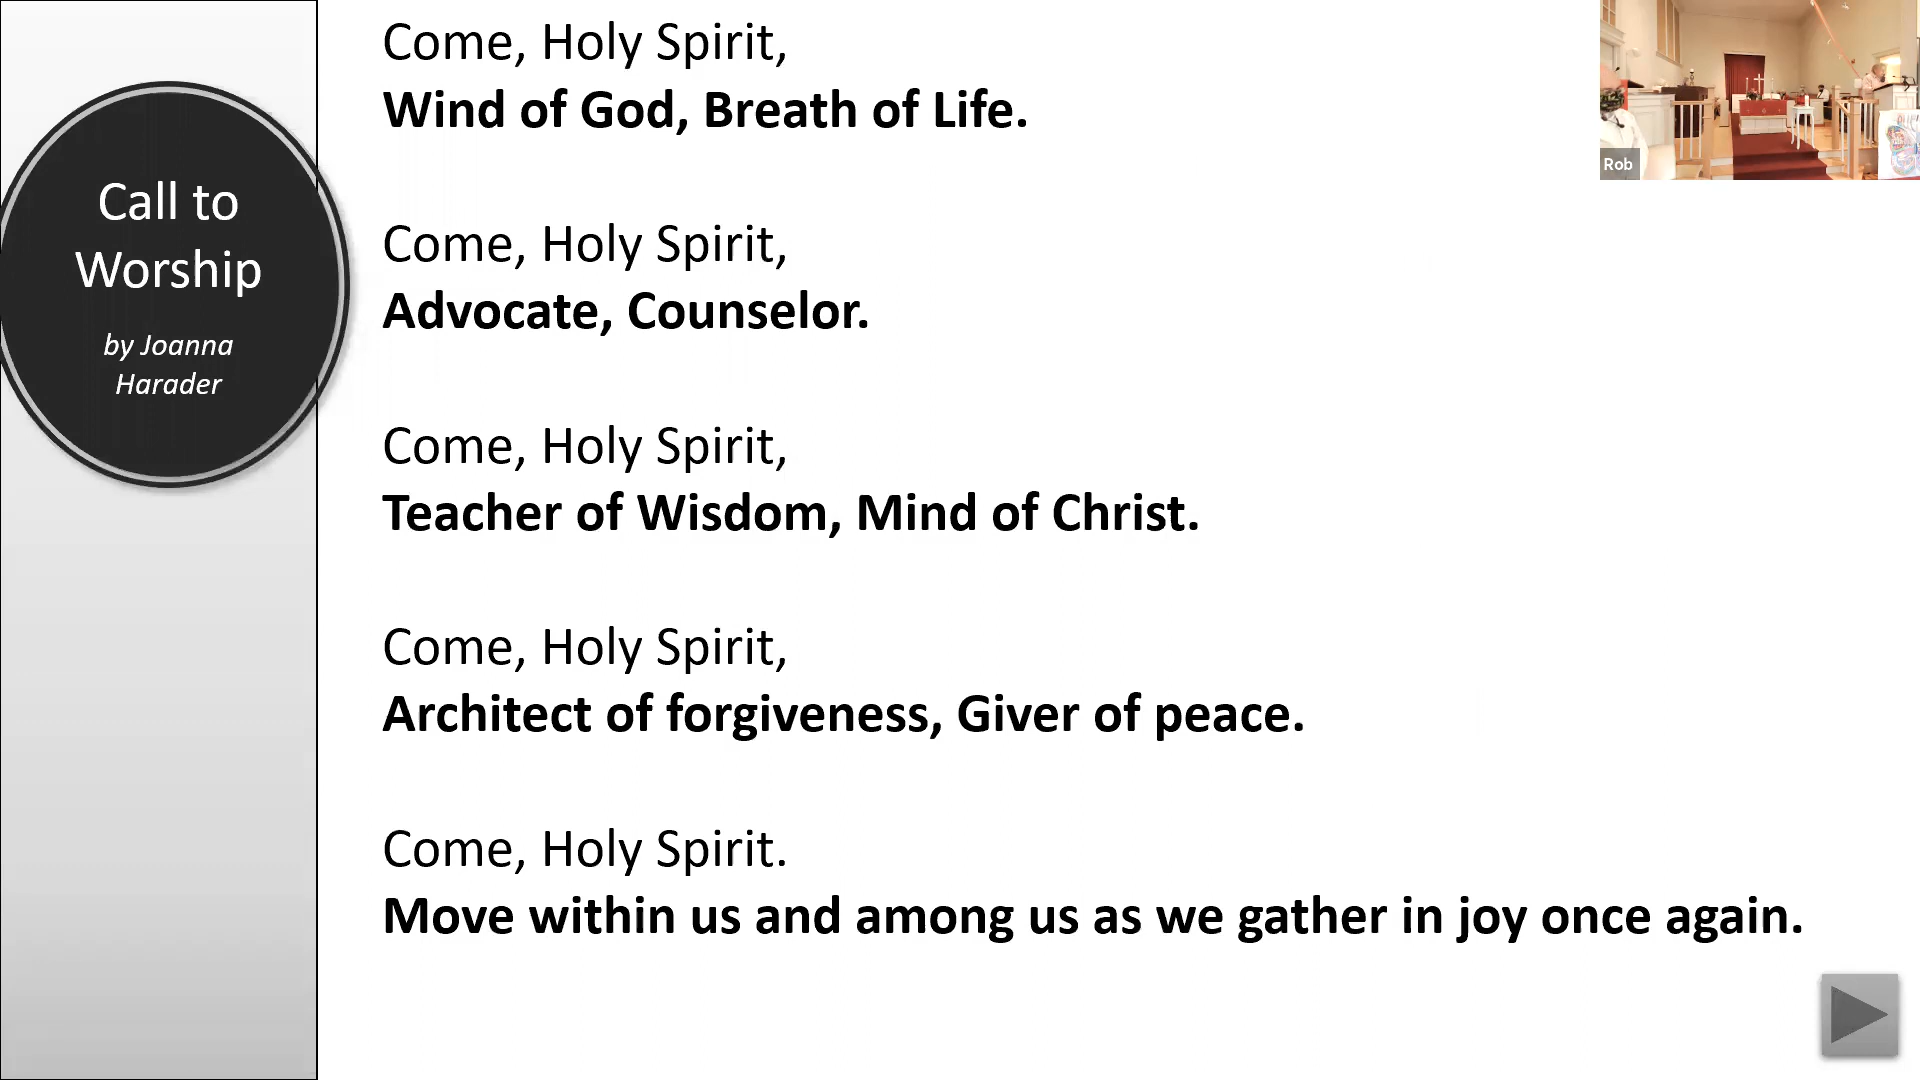 Call to
Worship
by Joanna
Harader
Come, Holy Spirit,
Wind of God, Breath of Life.
Come, Holy Spirit,
Advocate, Counselor.
Come, Holy Spirit,
Teacher of Wisdom, Mind of Christ.
Come, Holy Spirit,
Architect of forgiveness, Giver of peace.
Come, Holy Spirit.
Move within us and among us as we gather in joy once again.
Rob